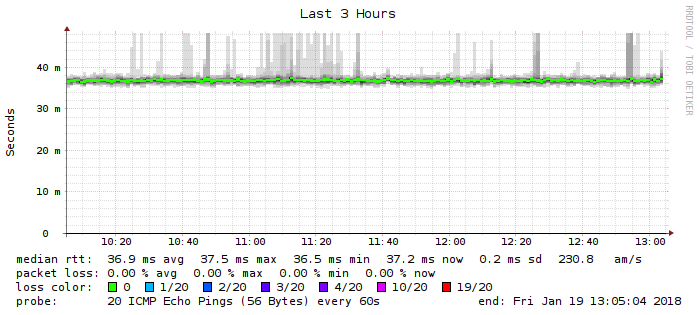 Last 3 Hours
RRDTOOL / TOBI OETIKER
Seconds
40 m
30 m
20 m
10 m
0
10:20 10:40 11:00 11:20 11:40 12:00 12:20 12:40 13:00
median rtt: 36.9 ms avg 37.5 ms max 36.5 ms min 37.2 ms now 0.2 ms sd 230.8 am/s
packet loss: 0.00 % avg 0.00 % max 0.00 % min 0.00 % now
loss color: 0 1/20 2/20 3/20 4/20 10/20 19/20
probe: 20 ICMP Echo Pings (56 Bytes) every 60s end: Fri Jan 19 13:05:04 2018